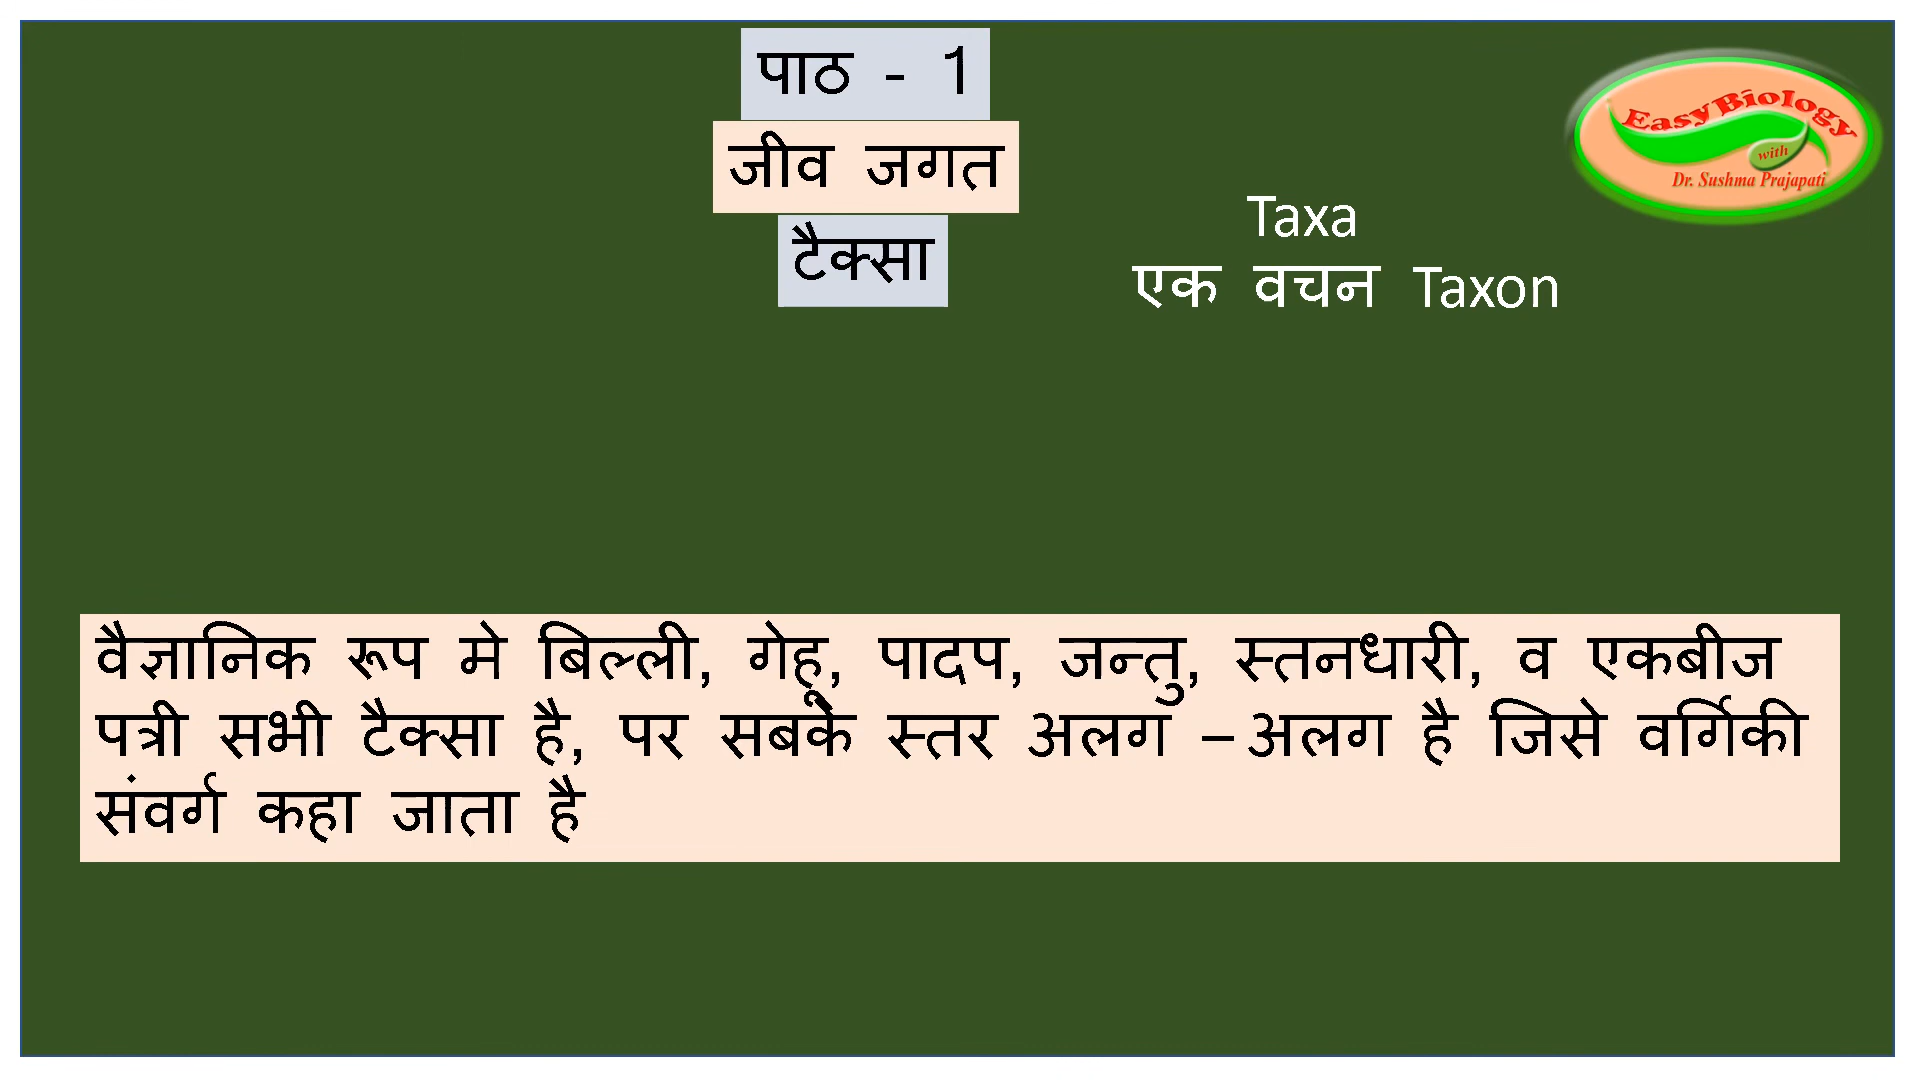 पाठ - 1
जीव जगत
टैक्सा
EasyBiology
with
Dr. Sushma Prajapati
Taxa
एक वचन Taxon
वैज्ञानिक रूप मे बिल्ली, गेहू, पादप, जन्तु, स्तनधारी, व एकबीज
पत्री सभी टैक्सा है, पर सबके स्तर अलग – अलग है जिसे वर्गिकी
संवर्ग कहा जाता है